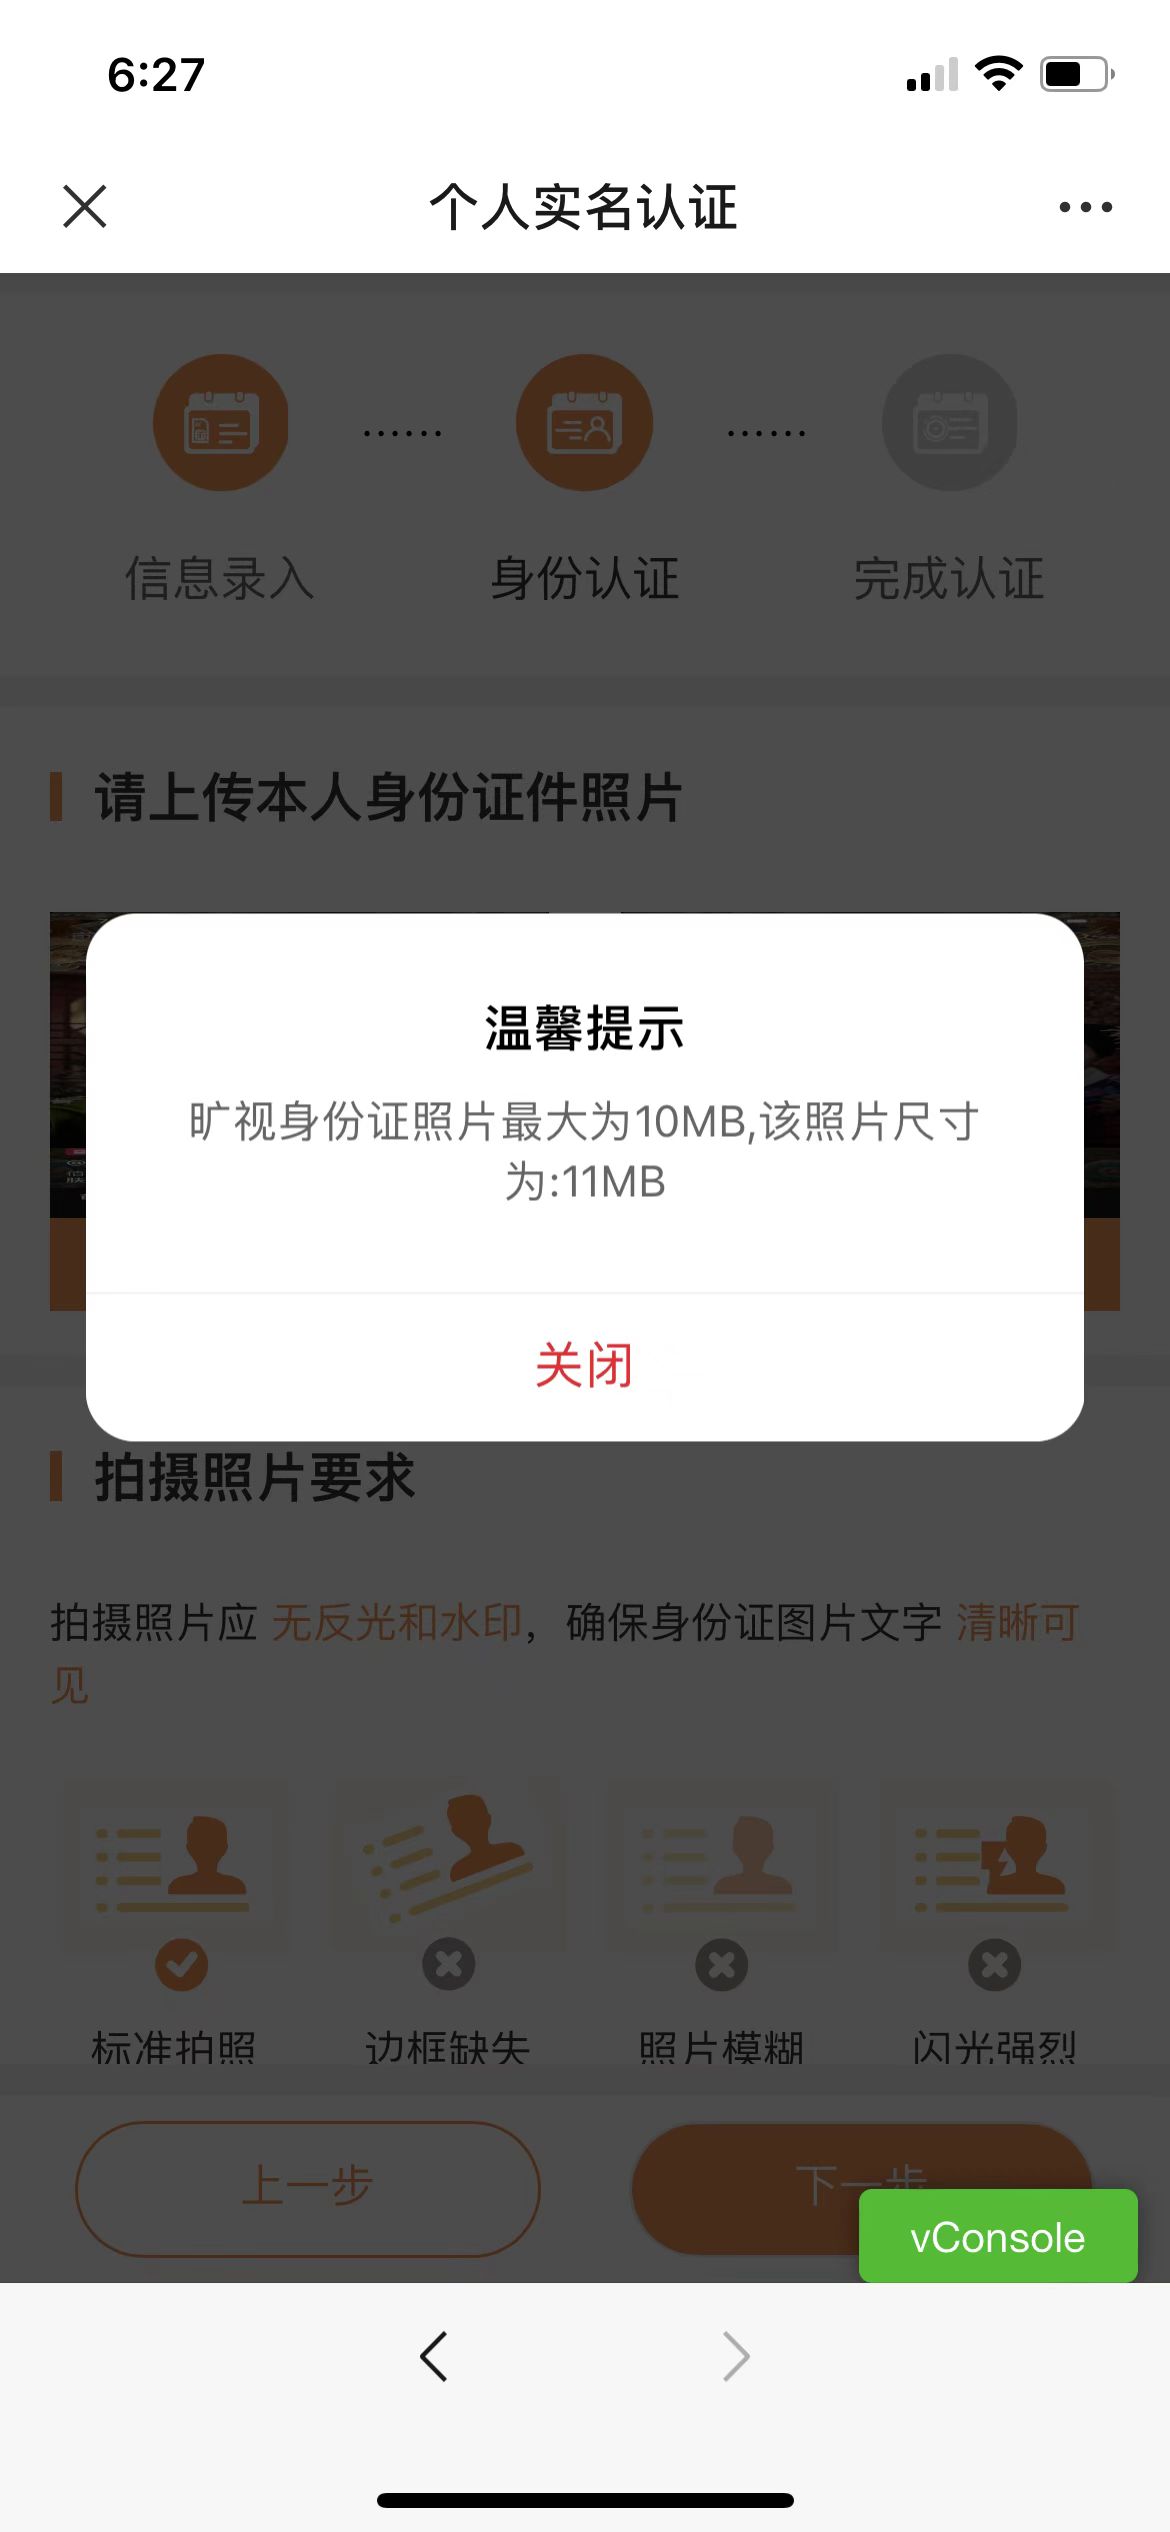 6:27
个人实名认证
······ ······
信息录入 身份认证 完成认证
请上传本人身份证件照片
温馨提示
旷视身份证照片最大为10MB,该照片尺寸
为:11MB
关闭
拍摄照片要求
拍摄照片应 无反光和水印，确保身份证图片文字 清晰可
见
标准拍照 边框缺失 照片模糊 闪光强烈
上一步 下一步
vConsole